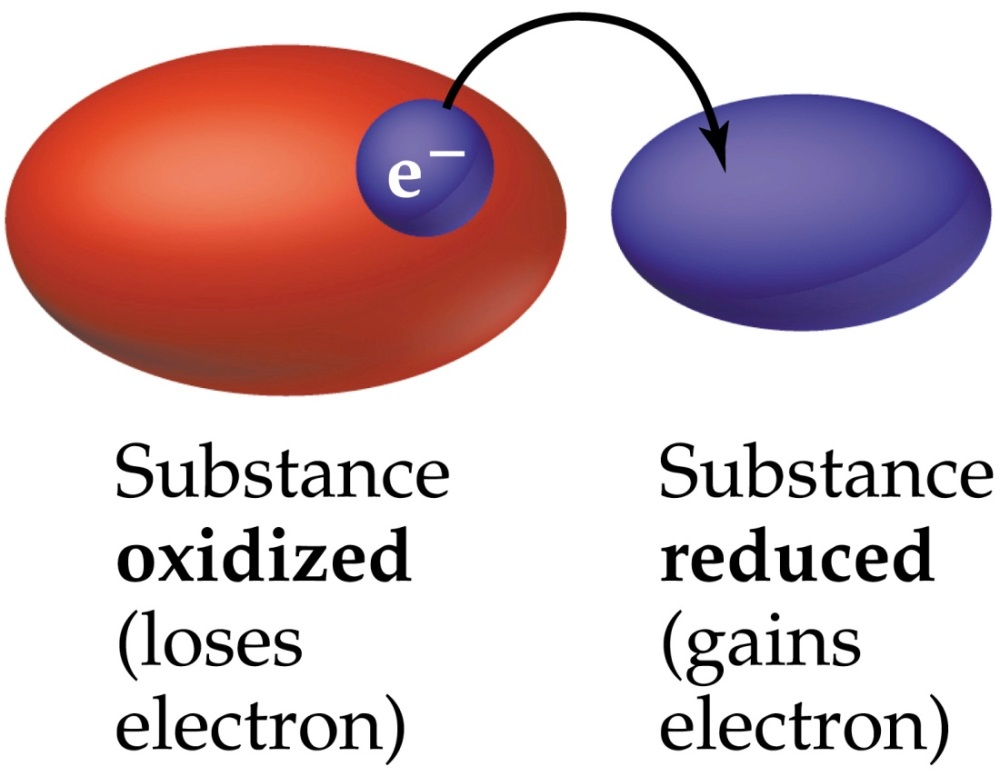 e⁻
Substance
oxidized
(loses
electron)
Substance
reduced
(gains
electron)